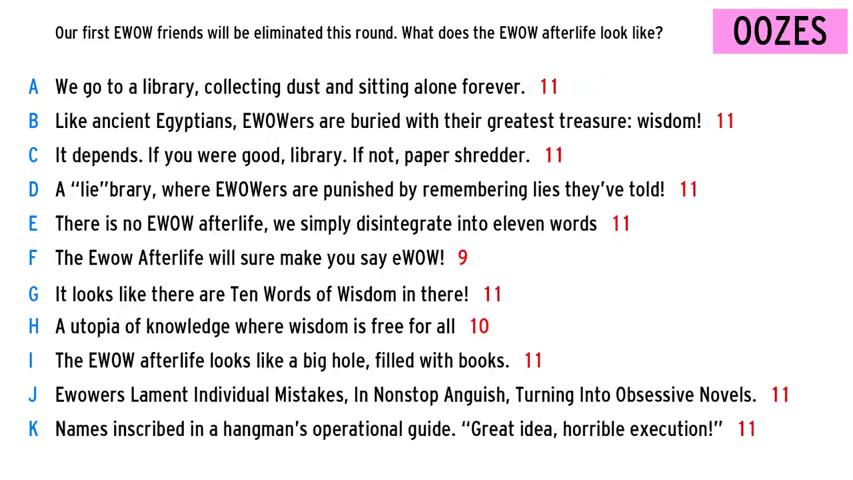 Our first EWOW friends will be eliminated this round. What does the EWOW afterlife look like?
OOZES
A We go to a library, collecting dust and sitting alone forever. 11
B Like ancient Egyptians, EWOWers are buried with their greatest treasure: wisdom! 11
C It depends. If you were good, library. If not, paper shredder. 11
D A “lie”brary, where EWOWers are punished by remembering lies they’ve told! 11
E There is no EWOW afterlife, we simply disintegrate into eleven words 11
F The Ewow Afterlife will sure make you say eWOW! 9
G It looks like there are Ten Words of Wisdom in there! 11
H A utopia of knowledge where wisdom is free for all 10
I The EWOW afterlife looks like a big hole, filled with books. 11
J Ewowers Lament Individual Mistakes, In Nonstop Anguish, Turning Into Obsessive Novels. 11
K Names inscribed in a hangman’s operational guide. “Great idea, horrible execution!” 11